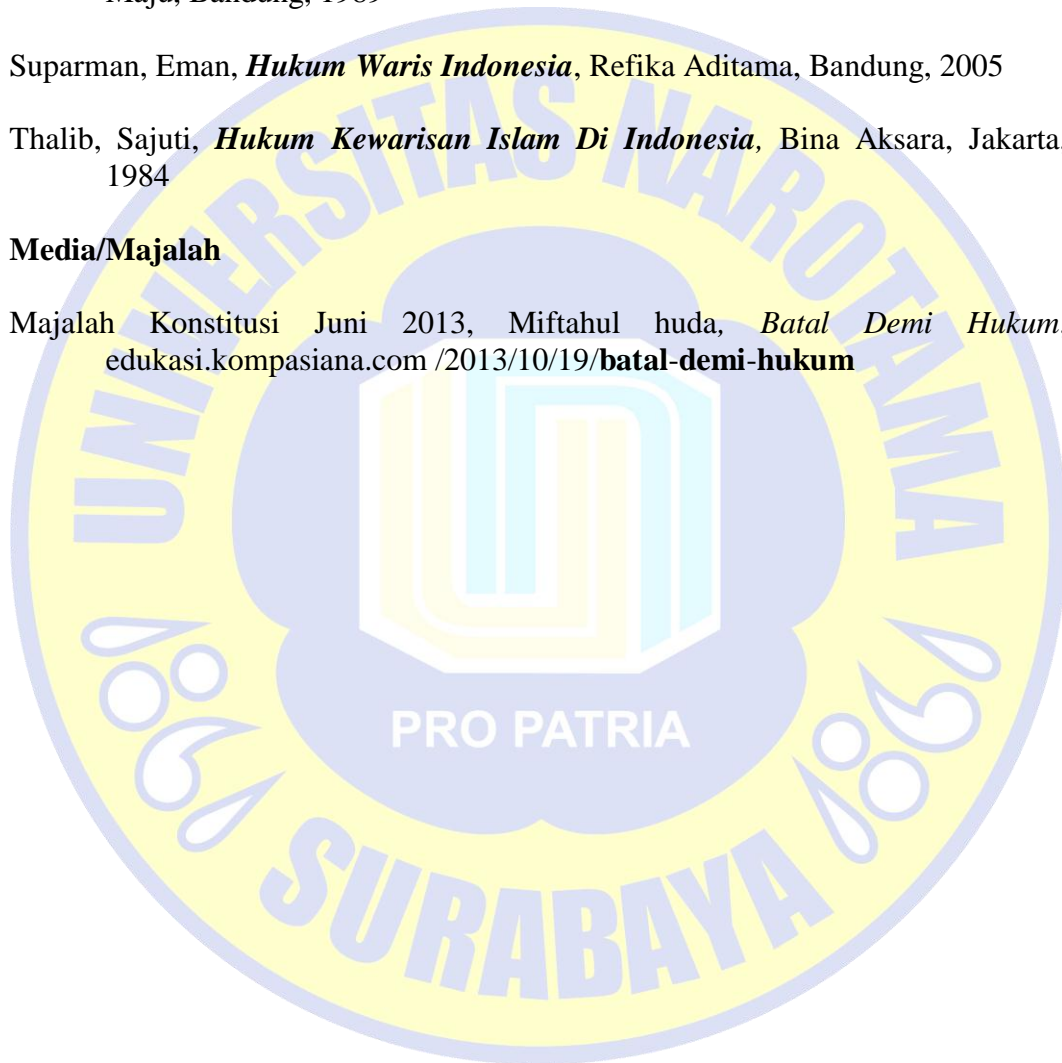 Maju, Bandung, 1989
Suparman, Eman, Hukum Waris Indonesia, Refika Aditama, Bandung, 2005
Thalib, Sajuti, Hukum Kewarisan Islam Di Indonesia, Bina Aksara, Jakarta.
1984
Media/Majalah
Majalah Konstitusi Juni 2013, Miftahul huda, Batal Demi Hukum.
edukasi.kompasiana.com /2013/10/19/batal-demi-hukum
UNIVERSITAS NAROTAMA
PRO PATRIA
SURABAYA